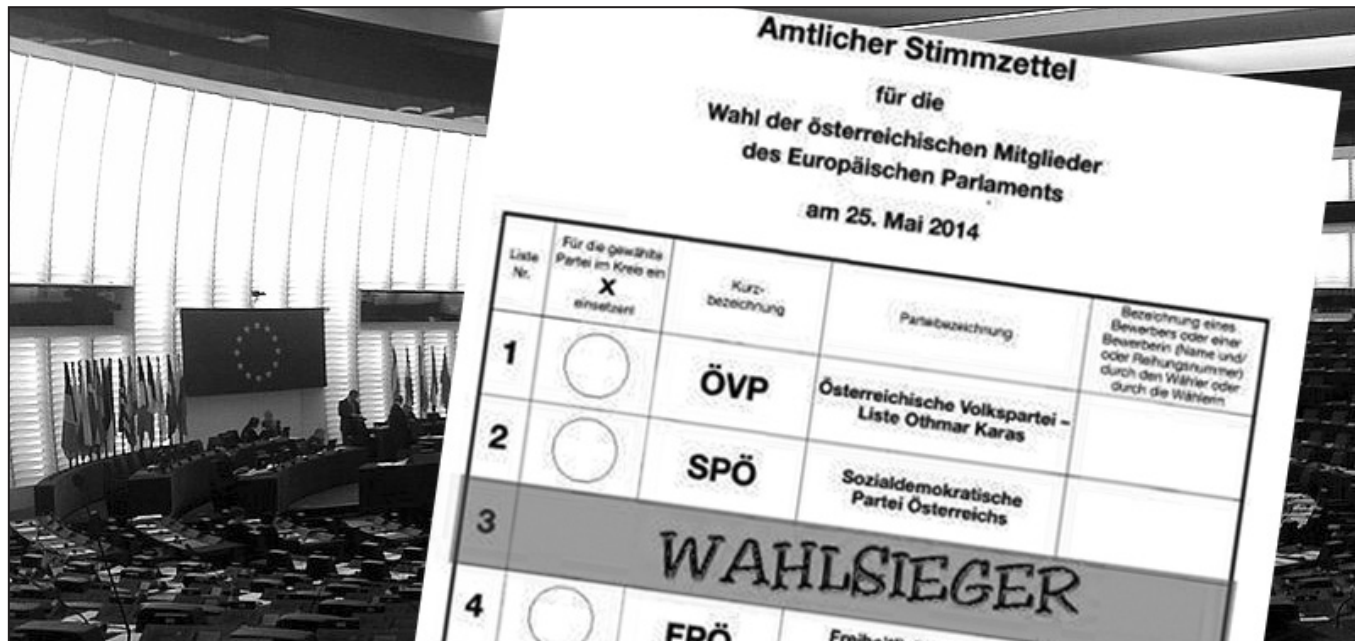 Amtlicher Stimmzettel
für die
Wahl der österreichischen Mitglieder
des Europäischen Parlaments
am 25. Mai 2014
Liste
Nr.
Für die gewählte
Partei im Kreis ein
X
einsetzen!
Kurz-
bezeichnung
Parteibezeichnung
Bezeichnung eines
Bewerbers oder einer
Bewerberin (Name und/
oder Reihungsnummer)
durch den Wähler oder
durch die Wählerin
1
ÖVP
Österreichische Volkspartei –
Liste Othmar Karas
2
SPÖ
Sozialdemokratische
Partei Österreichs
3
WAHLSIEGER
4
FPÖ